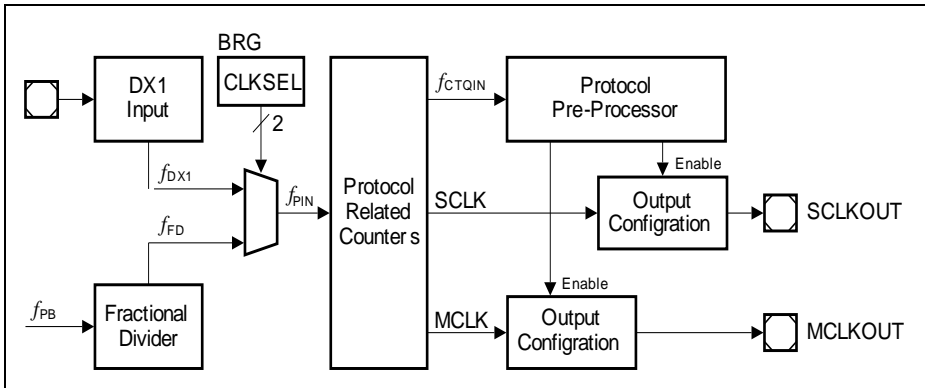 BRG
DX1
Input
CLKSEL
2
fDX1
fFD
fPIN
fPB
Fractional
Divider
Protocol
Related
Counter s
fCTQIN
Protocol
Pre-Processor
Enable
SCLK
Output
Configration
SCLKOUT
Enable
MCLK
Output
Configration
MCLKOUT